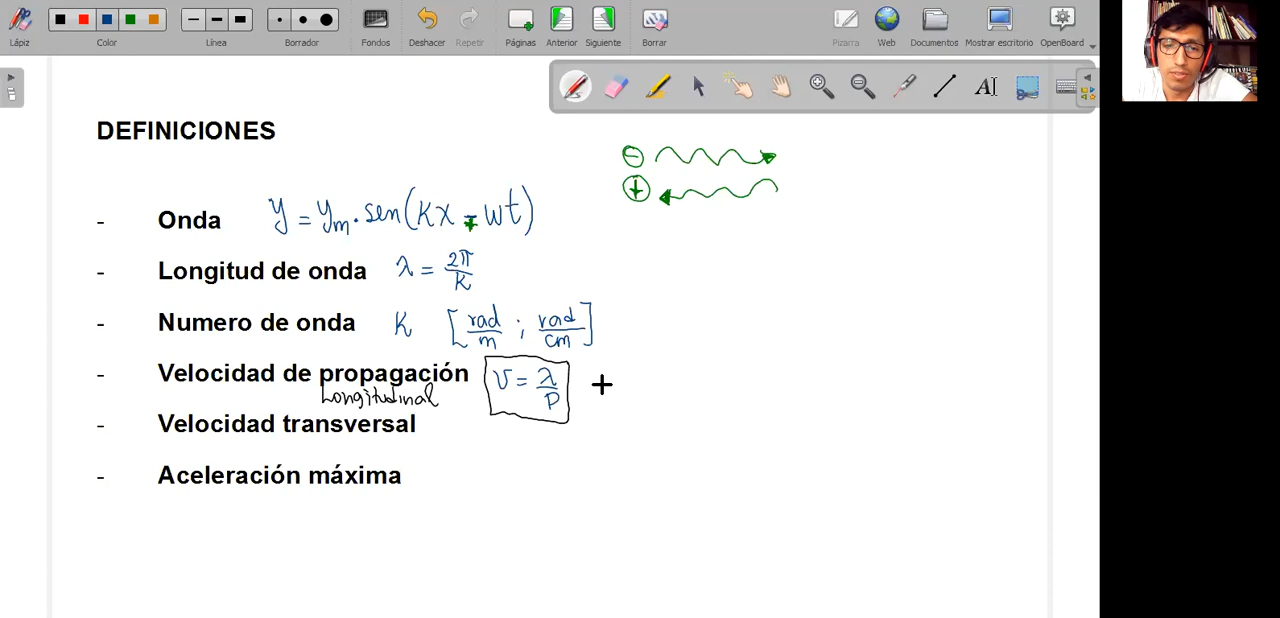 Lápiz
Color
Línea
Borrador
Fondos
Deshacer
Repetir
Páginas
Anterior
Siguiente
Borrar
Pizarra
Web
Documentos
Mostrar escritorio
OpenBoard
DEFINICIONES
- Onda y = ym . sen(Kx ∓ wt)
- Longitud de onda λ = 2π/K
- Numero de onda K [rad/m ; rad/cm]
- Velocidad de propagación V = λ/P
Longitudinal
- Velocidad transversal
- Aceleración máxima